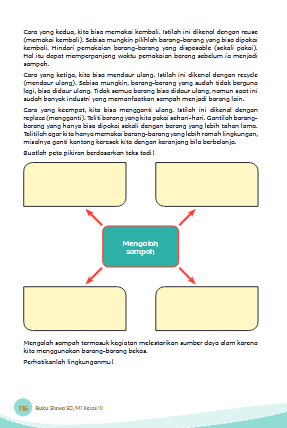 Cara yang kedua, kita bisa memakai kembali. Istilah ini dikenal dengan reuse
(memakai kembali). Sebisa mungkin pilihlah barang-barang yang bisa dipakai
kembali. Hindari pemakaian barang-barang yang disposable (sekali pakai).
Hal itu dapat memperpanjang waktu pemakaian barang sebelum ia menjadi
sampah.
Cara yang ketiga, kita bisa mendaur ulang. Istilah ini dikenal dengan recycle
(mendaur ulang). Sebisa mungkin, barang-barang yang sudah tidak berguna
lagi, bisa didaur ulang. Tidak semua barang bisa didaur ulang, namun saat ini
sudah banyak industri yang memanfaatkan sampah menjadi barang lain.
Cara yang keempat, kita bisa mengganti ulang. Istilah ini dikenal dengan
replace (mengganti). Teliti barang yang kita pakai sehari-hari. Gantilah barang-
barang yang hanya bisa dipakai sekali dengan barang yang lebih tahan lama.
Telitilah agar kita hanya memakai barang-barang yang lebih ramah lingkungan,
misalnya ganti kantong keresek kita dengan keranjang bila berbelanja.
Buatlah peta pikiran berdasarkan teks tadi!
Mengolah
sampah
Mengolah sampah termasuk kegiatan melestarikan sumber daya alam karena
kita menggunakan barang-barang bekas.
Perhatikanlah lingkunganmu!
116
Buku Siswa SD/MI Kelas IV